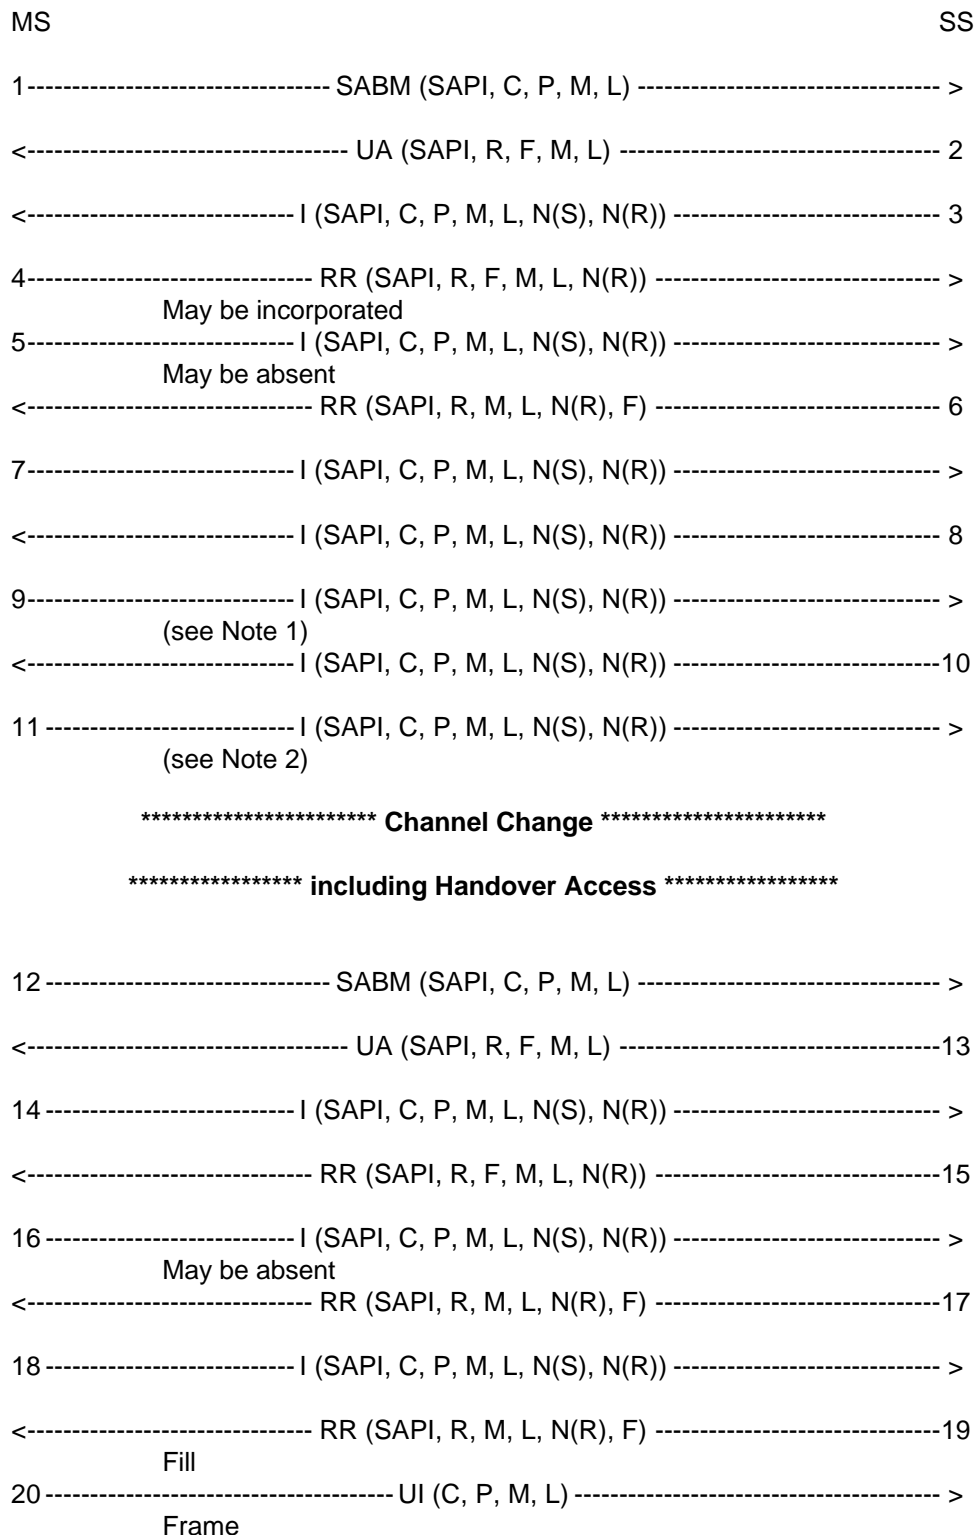 MS SS
1---------------------------------- SABM (SAPI, C, P, M, L) ---------------------------------- >
<------------------------------------ UA (SAPI, R, F, M, L) ------------------------------------ 2
<------------------------------ I (SAPI, C, P, M, L, N(S), N(R)) ------------------------------ 3
4-------------------------------- RR (SAPI, R, F, M, L, N(R)) -------------------------------- >
May be incorporated
5------------------------------ I (SAPI, C, P, M, L, N(S), N(R)) ------------------------------ >
May be absent
<-------------------------------- RR (SAPI, R, M, L, N(R), F) -------------------------------- 6
7------------------------------ I (SAPI, C, P, M, L, N(S), N(R)) ------------------------------ >
<------------------------------ I (SAPI, C, P, M, L, N(S), N(R)) ------------------------------ 8
9------------------------------ I (SAPI, C, P, M, L, N(S), N(R)) ------------------------------ >
(see Note 1)
<------------------------------ I (SAPI, C, P, M, L, N(S), N(R)) ------------------------------10
11 ---------------------------- I (SAPI, C, P, M, L, N(S), N(R)) ------------------------------ >
(see Note 2)
*********************** Channel Change **********************
***************** including Handover Access *****************
12 -------------------------------- SABM (SAPI, C, P, M, L) ---------------------------------- >
<------------------------------------ UA (SAPI, R, F, M, L) ------------------------------------13
14 ---------------------------- I (SAPI, C, P, M, L, N(S), N(R)) ------------------------------ >
<-------------------------------- RR (SAPI, R, F, M, L, N(R)) --------------------------------15
16 ---------------------------- I (SAPI, C, P, M, L, N(S), N(R)) ------------------------------ >
May be absent
<-------------------------------- RR (SAPI, R, M, L, N(R), F) --------------------------------17
18 ---------------------------- I (SAPI, C, P, M, L, N(S), N(R)) ------------------------------ >
<-------------------------------- RR (SAPI, R, M, L, N(R), F) --------------------------------19
Fill
20 --------------------------------------- UI (C, P, M, L) ----------------------------------------- >
Frame